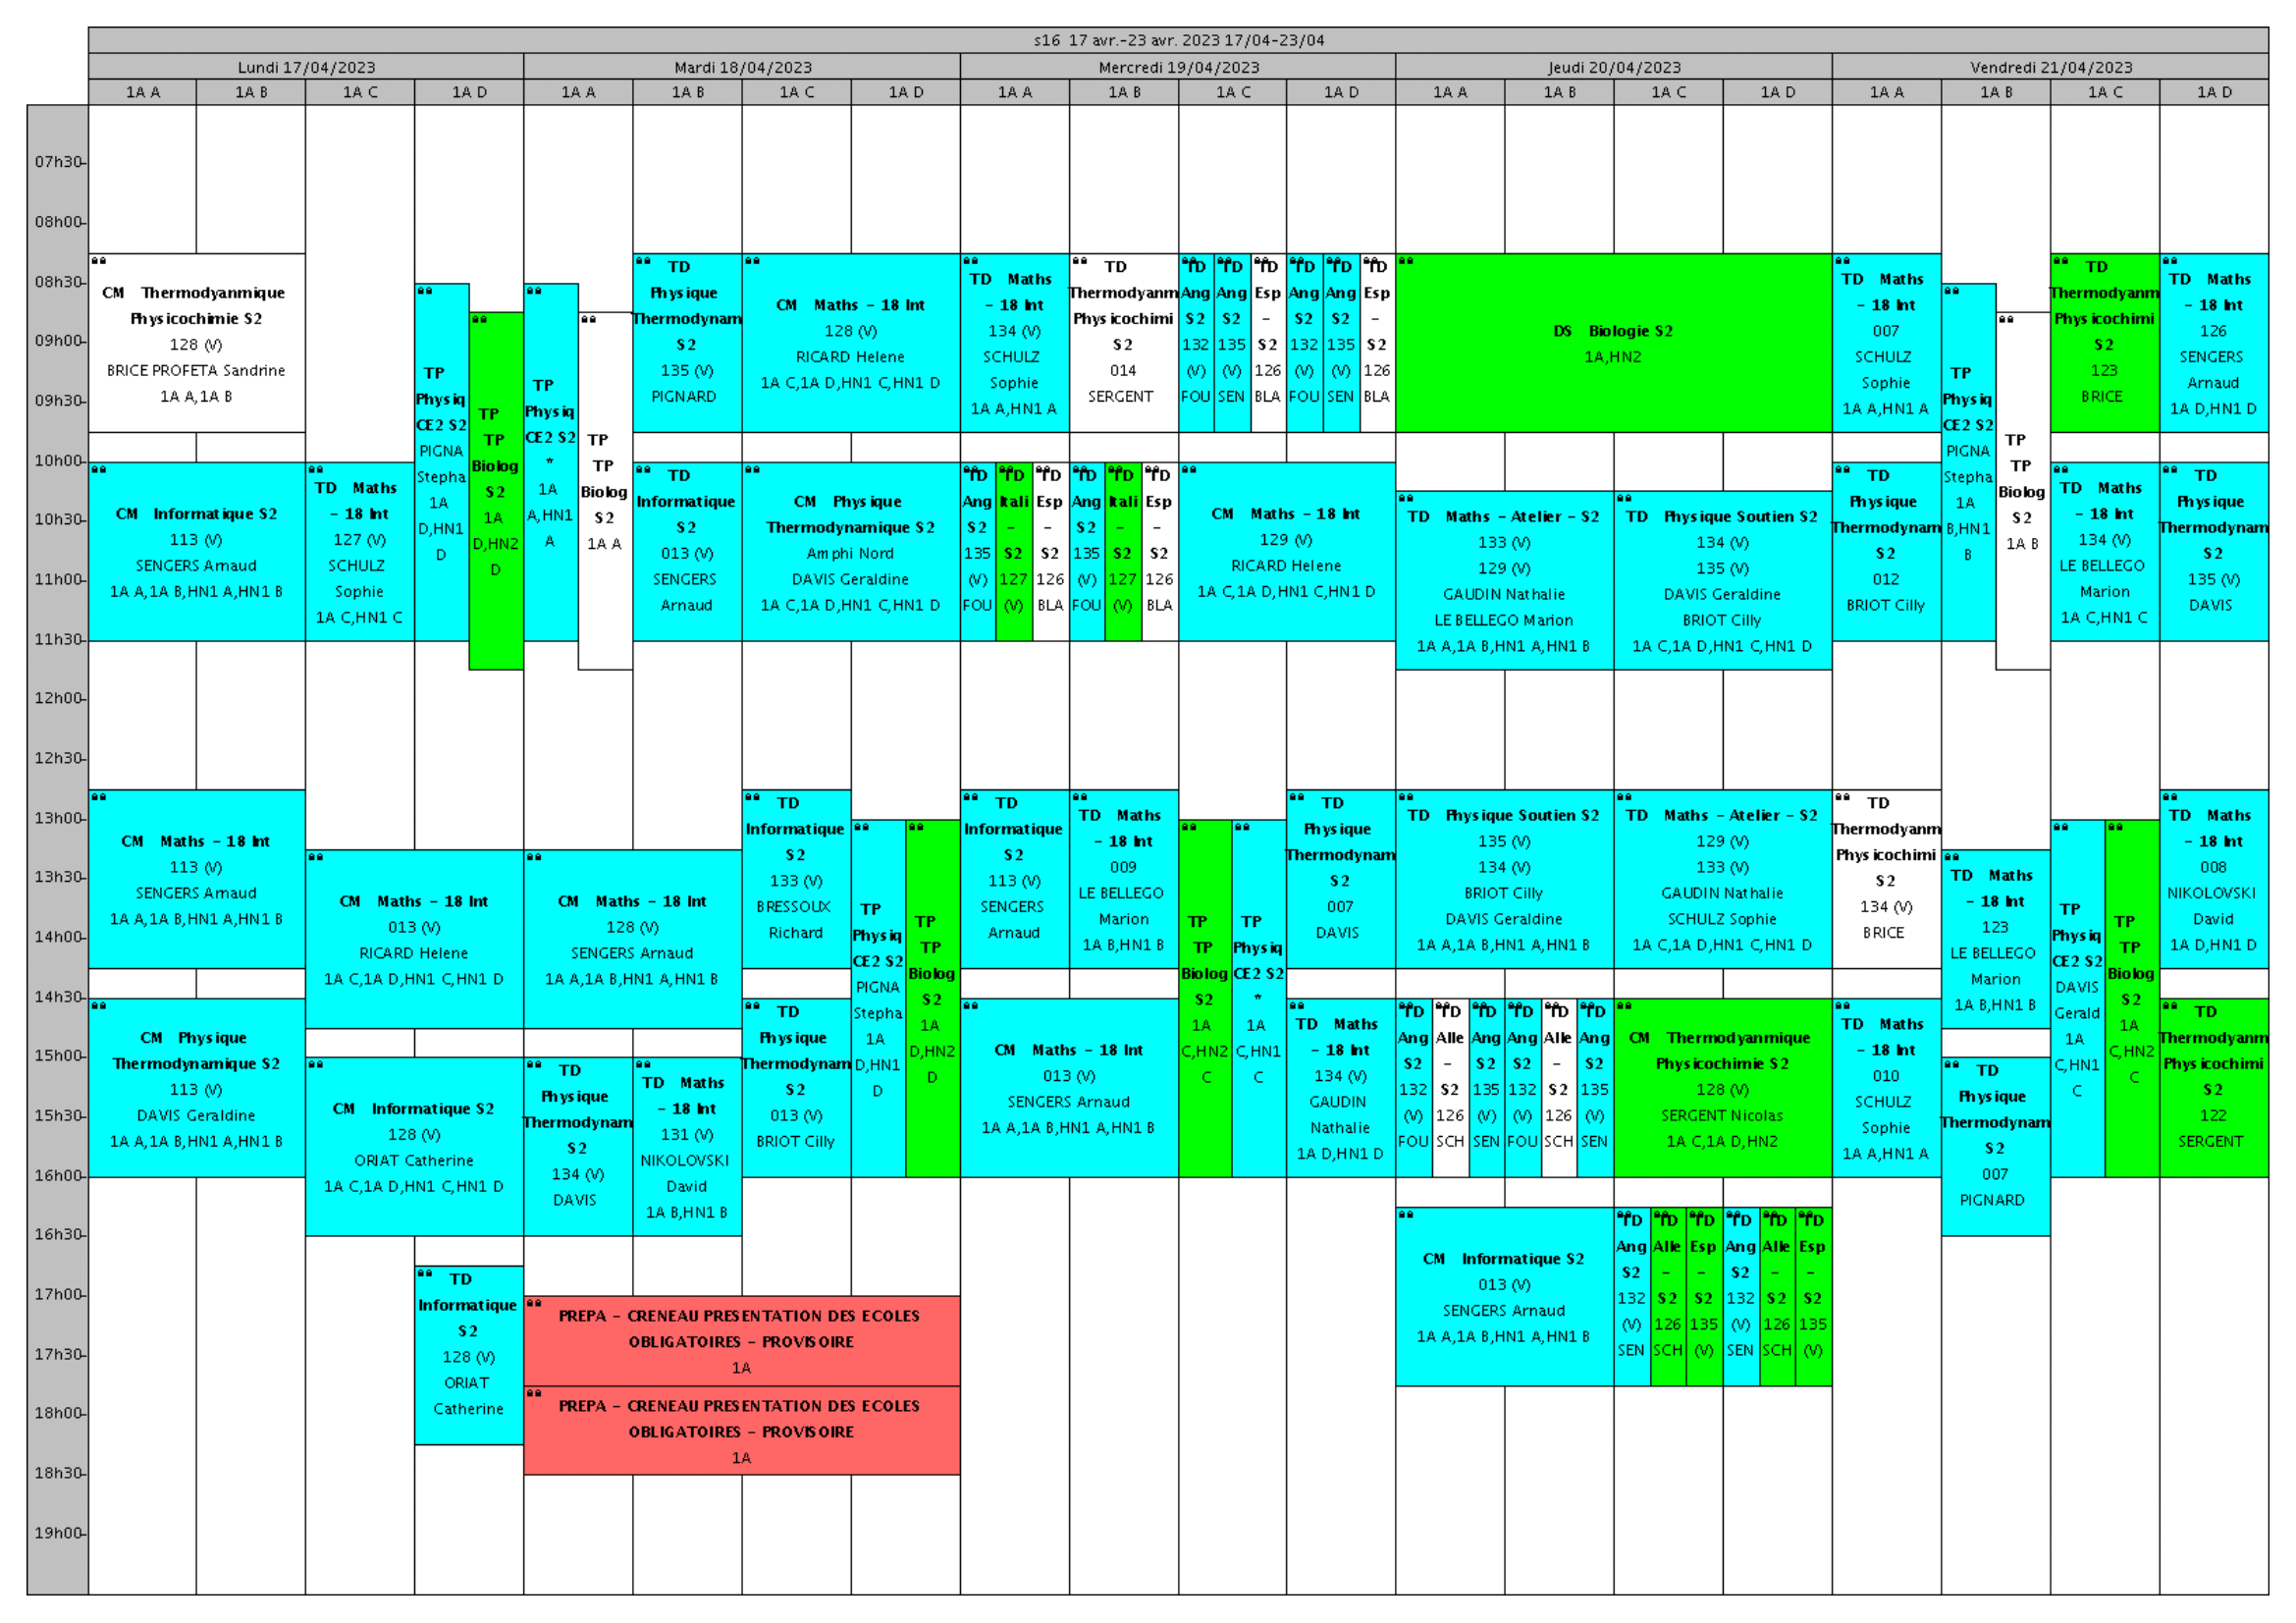 s16 17 avr.-23 avr. 2023 17/04-23/04
Lundi 17/04/2023
Mardi 18/04/2023
Mercredi 19/04/2023
Jeudi 20/04/2023
Vendredi 21/04/2023
1A A
1A B
1A C
1A D
1A A
1A B
1A C
1A D
1A A
1A B
1A C
1A D
1A A
1A B
1A C
1A D
1A A
1A B
1A C
1A D
07h30
08h00
08h30
09h00
09h30
10h00
10h30
11h00
11h30
12h00
12h30
13h00
13h30
14h00
14h30
15h00
15h30
16h00
16h30
17h00
17h30
18h00
18h30
19h00
CM Thermodyanmique
Physicochimie S2
128 (V)
BRICE PROFETA Sandrine
1A A,1A B
CM Informatique S2
113 (V)
SENGERS Arnaud
1A A,1A B,HN1 A,HN1 B
TD Maths
- 18 Int
127 (V)
SCHULZ
Sophie
1A C,HN1 C
TP
Physiq
CE2 S2
PIGNA
Stepha
1A
D,HN1
D
TP
TP
Biolog
S2
1A
D,HN2
D
CM Maths - 18 Int
113 (V)
SENGERS Arnaud
1A A,1A B,HN1 A,HN1 B
CM Maths - 18 Int
013 (V)
RICARD Helene
1A C,1A D,HN1 C,HN1 D
CM Physique
Thermodynamique S2
113 (V)
DAVIS Geraldine
1A A,1A B,HN1 A,HN1 B
CM Informatique S2
128 (V)
ORIAT Catherine
1A C,1A D,HN1 C,HN1 D
TD
Informatique
S2
128 (V)
ORIAT
Catherine
TP
Physiq
CE2 S2
*
1A
A,HN1
A
TP
TP
Biolog
S2
1A A
TD
Physique
Thermodynam
S2
135 (V)
PIGNARD
CM Maths - 18 Int
128 (V)
RICARD Helene
1A C,1A D,HN1 C,HN1 D
TD
Informatique
S2
013 (V)
SENGERS
Arnaud
CM Physique
Thermodynamique S2
Amphi Nord
DAVIS Geraldine
1A C,1A D,HN1 C,HN1 D
CM Maths - 18 Int
128 (V)
SENGERS Arnaud
1A A,1A B,HN1 A,HN1 B
TD
Informatique
S2
133 (V)
BRESSOUX
Richard
TP
Physiq
CE2 S2
PIGNA
Stepha
1A
D,HN1
D
TP
TP
Biolog
S2
1A
D,HN2
D
TD
Physique
Thermodynam
S2
134 (V)
DAVIS
TD Maths
- 18 Int
131 (V)
NIKOLOVSKI
David
1A B,HN1 B
TD
Physique
Thermodynam
S2
013 (V)
BRIOT Cilly
PREPA - CRENEAU PRESENTATION DES ECOLES
OBLIGATOIRES - PROVISOIRE
1A
PREPA - CRENEAU PRESENTATION DES ECOLES
OBLIGATOIRES - PROVISOIRE
1A
TD Maths
- 18 Int
134 (V)
SCHULZ
Sophie
1A A,HN1 A
TD
Thermodyanm
Physicochimi
S2
014
SERGENT
TD
Ang
S2
132
(V)
FOU
TD
Ang
S2
135
(V)
SEN
TD
Esp
-
S2
126
BLA
TD
Ang
S2
132
(V)
FOU
TD
Ang
S2
135
(V)
SEN
TD
Esp
-
S2
126
BLA
TD
Ang
S2
135
(V)
FOU
TD
Itali
-
S2
127
(V)
TD
Esp
-
S2
126
BLA
TD
Ang
S2
135
(V)
FOU
TD
Itali
-
S2
127
(V)
TD
Esp
-
S2
126
BLA
CM Maths - 18 Int
129 (V)
RICARD Helene
1A C,1A D,HN1 C,HN1 D
TD
Informatique
S2
113 (V)
SENGERS
Arnaud
TD Maths
- 18 Int
009
LE BELLEGO
Marion
1A B,HN1 B
TP
TP
Biolog
S2
1A
C,HN2
C
TP
Physiq
CE2 S2
*
1A
C,HN1
C
TD
Physique
Thermodynam
S2
007
DAVIS
CM Maths - 18 Int
013 (V)
SENGERS Arnaud
1A A,1A B,HN1 A,HN1 B
TD Maths
- 18 Int
134 (V)
GAUDIN
Nathalie
1A D,HN1 D
DS Biologie S2
1A,HN2
TD Maths - Atelier - S2
133 (V)
129 (V)
GAUDIN Nathalie
LE BELLEGO Marion
1A A,1A B,HN1 A,HN1 B
TD Physique Soutien S2
134 (V)
135 (V)
DAVIS Geraldine
BRIOT Cilly
1A C,1A D,HN1 C,HN1 D
TD Physique Soutien S2
135 (V)
134 (V)
BRIOT Cilly
DAVIS Geraldine
1A A,1A B,HN1 A,HN1 B
TD Maths - Atelier - S2
129 (V)
133 (V)
GAUDIN Nathalie
SCHULZ Sophie
1A C,1A D,HN1 C,HN1 D
TD
Ang
S2
132
(V)
FOU
TD
Alle
-
S2
126
SCH
TD
Ang
S2
135
(V)
SEN
TD
Ang
S2
132
(V)
FOU
TD
Alle
-
S2
126
SCH
TD
Ang
S2
135
(V)
SEN
CM Thermodyanmique
Physicochimie S2
128 (V)
SERGENT Nicolas
1A C,1A D,HN2
CM Informatique S2
013 (V)
SENGERS Arnaud
1A A,1A B,HN1 A,HN1 B
TD
Ang
S2
132
(V)
SEN
TD
Alle
-
S2
126
SCH
TD
Esp
-
S2
135
(V)
TD
Ang
S2
132
(V)
SEN
TD
Alle
-
S2
126
SCH
TD
Esp
-
S2
135
(V)
TD Maths
- 18 Int
007
SCHULZ
Sophie
1A A,HN1 A
TP
Physiq
CE2 S2
PIGNA
Stepha
1A
B,HN1
B
TP
TP
Biolog
S2
1A B
TD
Thermodyanm
Physicochimi
S2
123
BRICE
TD Maths
- 18 Int
126
SENGERS
Arnaud
1A D,HN1 D
TD
Physique
Thermodynam
S2
012
BRIOT Cilly
TD Maths
- 18 Int
134 (V)
LE BELLEGO
Marion
1A C,HN1 C
TD
Physique
Thermodynam
S2
135 (V)
DAVIS
TD
Thermodyanm
Physicochimi
S2
134 (V)
BRICE
TD Maths
- 18 Int
123
LE BELLEGO
Marion
1A B,HN1 B
TP
Physiq
CE2 S2
DAVIS
Gerald
1A
C,HN1
C
TP
TP
Biolog
S2
1A
C,HN2
C
TD Maths
- 18 Int
008
NIKOLOVSKI
David
1A D,HN1 D
TD Maths
- 18 Int
010
SCHULZ
Sophie
1A A,HN1 A
TD
Physique
Thermodynam
S2
007
PIGNARD
TD
Thermodyanm
Physicochimi
S2
122
SERGENT